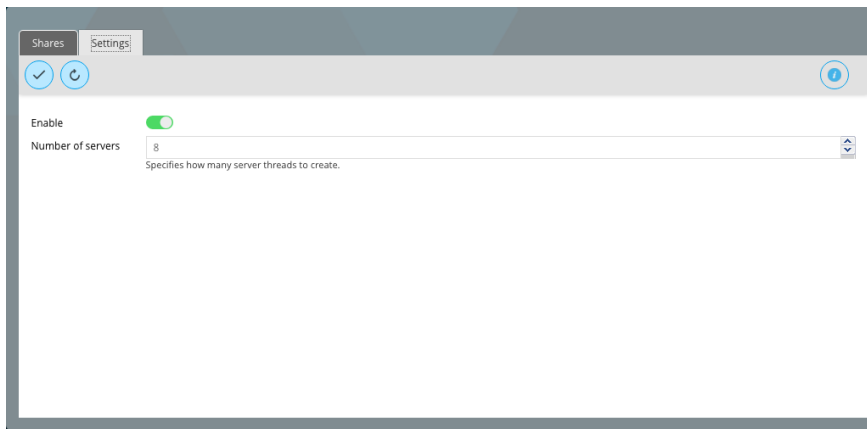 Shares Settings
Enable
Number of servers 8
Specifies how many server threads to create.